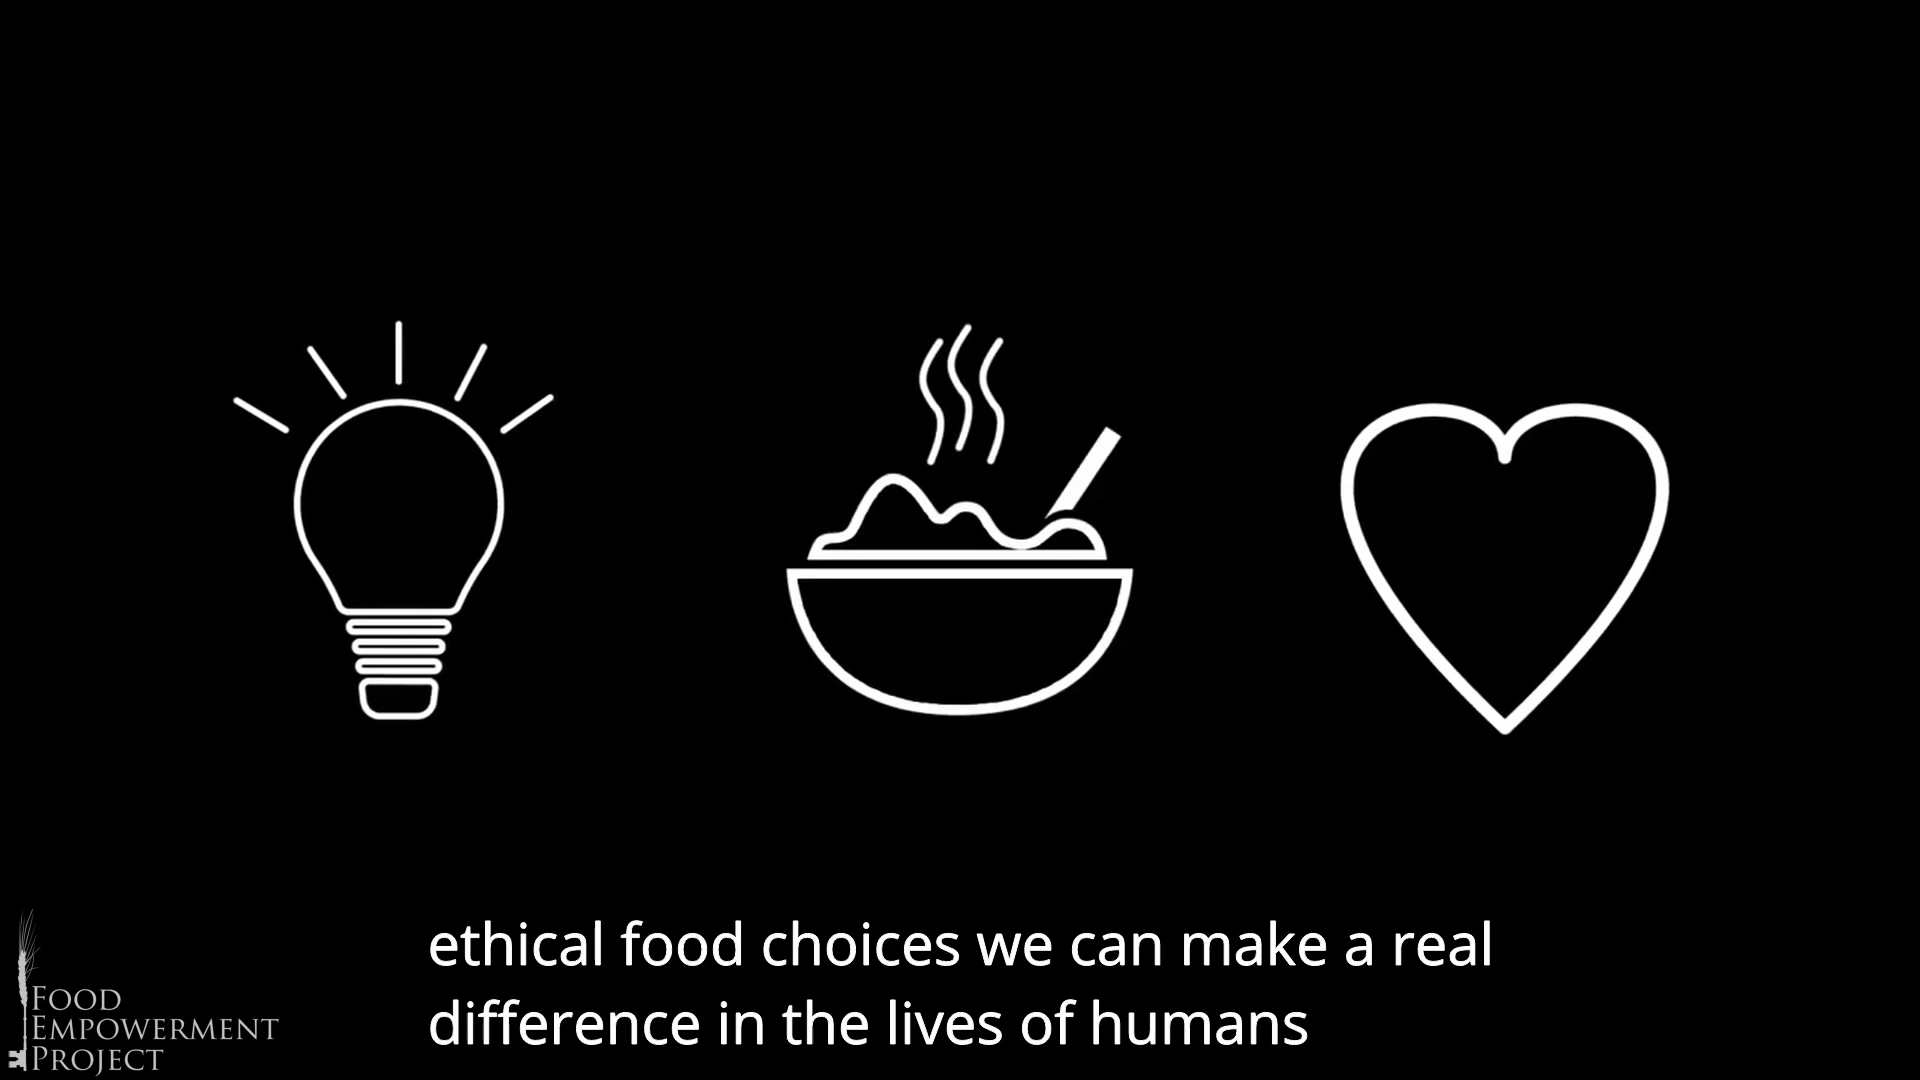 ethical food choices we can make a real
difference in the lives of humans
FOOD
EMPOWERMENT
PROJECT